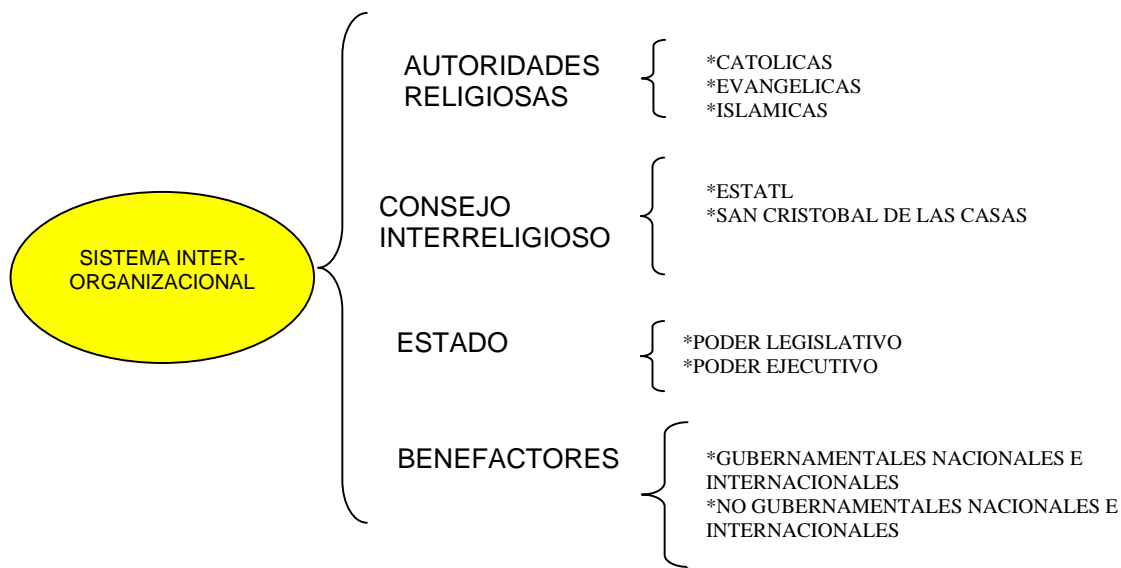 SISTEMA INTER-
ORGANIZACIONAL
AUTORIDADES
RELIGIOSAS
*CATOLICAS
*EVANGELICAS
*ISLAMICAS
CONSEJO
INTERRELIGIOSO
*ESTATL
*SAN CRISTOBAL DE LAS CASAS
ESTADO
*PODER LEGISLATIVO
*PODER EJECUTIVO
BENEFACTORES
*GUBERNAMENTALES NACIONALES E
INTERNACIONALES
*NO GUBERNAMENTALES NACIONALES E
INTERNACIONALES